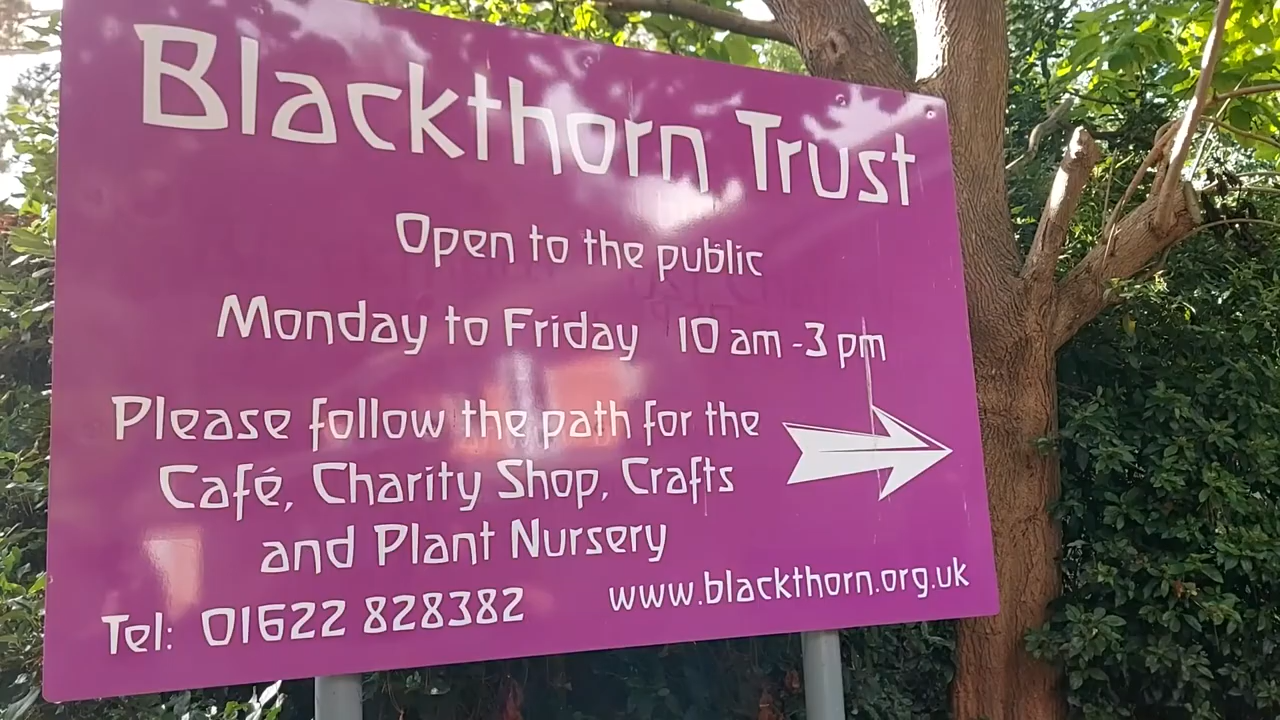 Blackthorn Trust
Open to the public
Monday to Friday 10 am -3 pm
Please follow the path for the
Café, Charity Shop, Crafts
and Plant Nursery
Tel: 01622 828382
www.blackthorn.org.uk